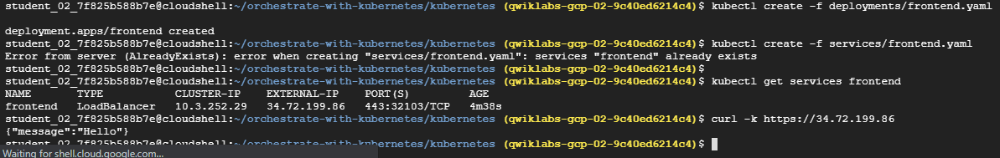 student_02_7f825b588b7e@cloudshell:~/orchestrate-with-kubernetes/kubernetes (qwiklabs-gcp-02-9c40ed6214c4)$ kubectl create -f deployments/frontend.yaml
deployment.apps/frontend created
student_02_7f825b588b7e@cloudshell:~/orchestrate-with-kubernetes/kubernetes (qwiklabs-gcp-02-9c40ed6214c4)$ kubectl create -f services/frontend.yaml
Error from server (AlreadyExists): error when creating "services/frontend.yaml": services "frontend" already exists
student_02_7f825b588b7e@cloudshell:~/orchestrate-with-kubernetes/kubernetes (qwiklabs-gcp-02-9c40ed6214c4)$
student_02_7f825b588b7e@cloudshell:~/orchestrate-with-kubernetes/kubernetes (qwiklabs-gcp-02-9c40ed6214c4)$ kubectl get services frontend
NAME TYPE CLUSTER-IP EXTERNAL-IP PORT(S) AGE
frontend LoadBalancer 10.3.252.29 34.72.199.86 443:32103/TCP 4m38s
student_02_7f825b588b7e@cloudshell:~/orchestrate-with-kubernetes/kubernetes (qwiklabs-gcp-02-9c40ed6214c4)$ curl -k https://34.72.199.86
{"message":"Hello"}
student_02_7f825b588b7e@cloudshell:~/orchestrate-with-kubernetes/kubernetes (qwiklabs-gcp-02-9c40ed6214c4)$
Waiting for shell.cloud.google.com...